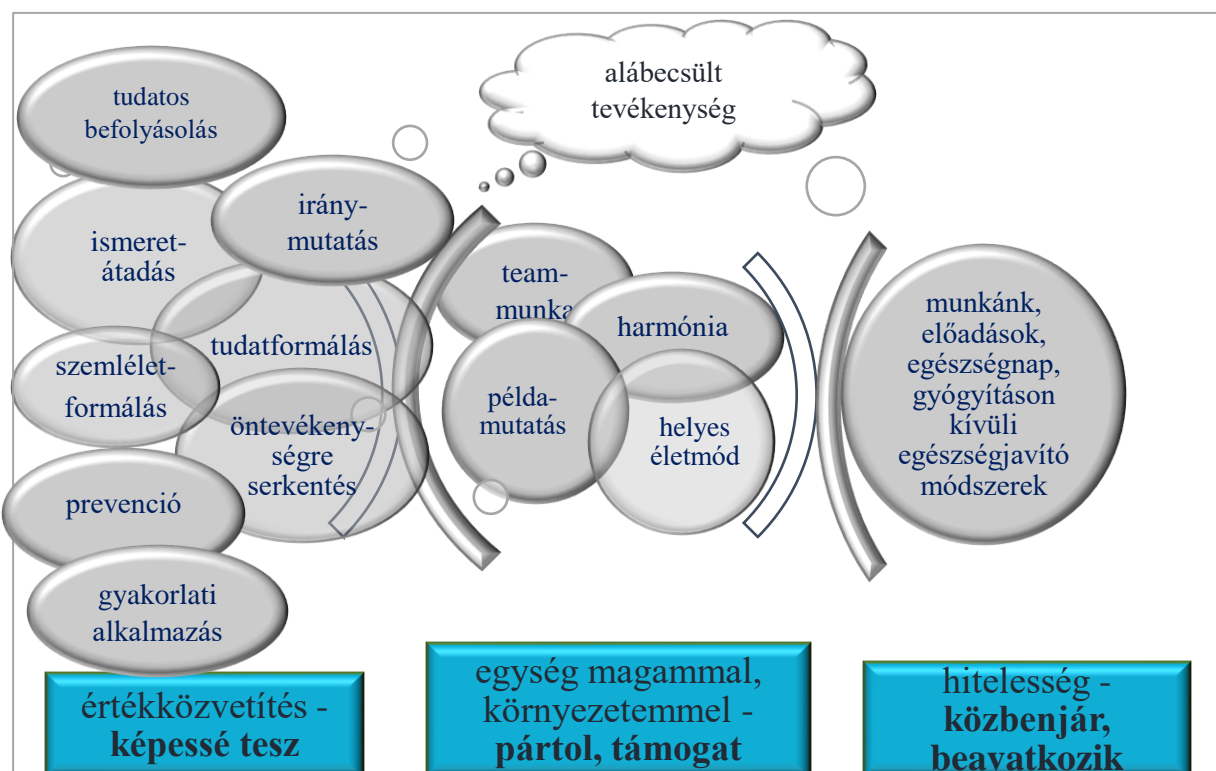 tudatos
befolyásolás
ismeret-
átadás
irány-
mutatás
szemlélet-
formálás
tudatformálás
öntevékeny-
ségre
serkentés
prevenció
gyakorlati
alkalmazás
alábecsült
tevékenység
team-
munka
harmónia
példa-
mutatás
helyes
életmód
munkánk,
előadások,
egészségnap,
gyógyításon
kívüli
egészségjavító
módszerek
értékközvetítés -
képessé tesz
egység magammal,
környezetemmel -
pártol, támogat
hitelesség -
közbenjár,
beavatkozik